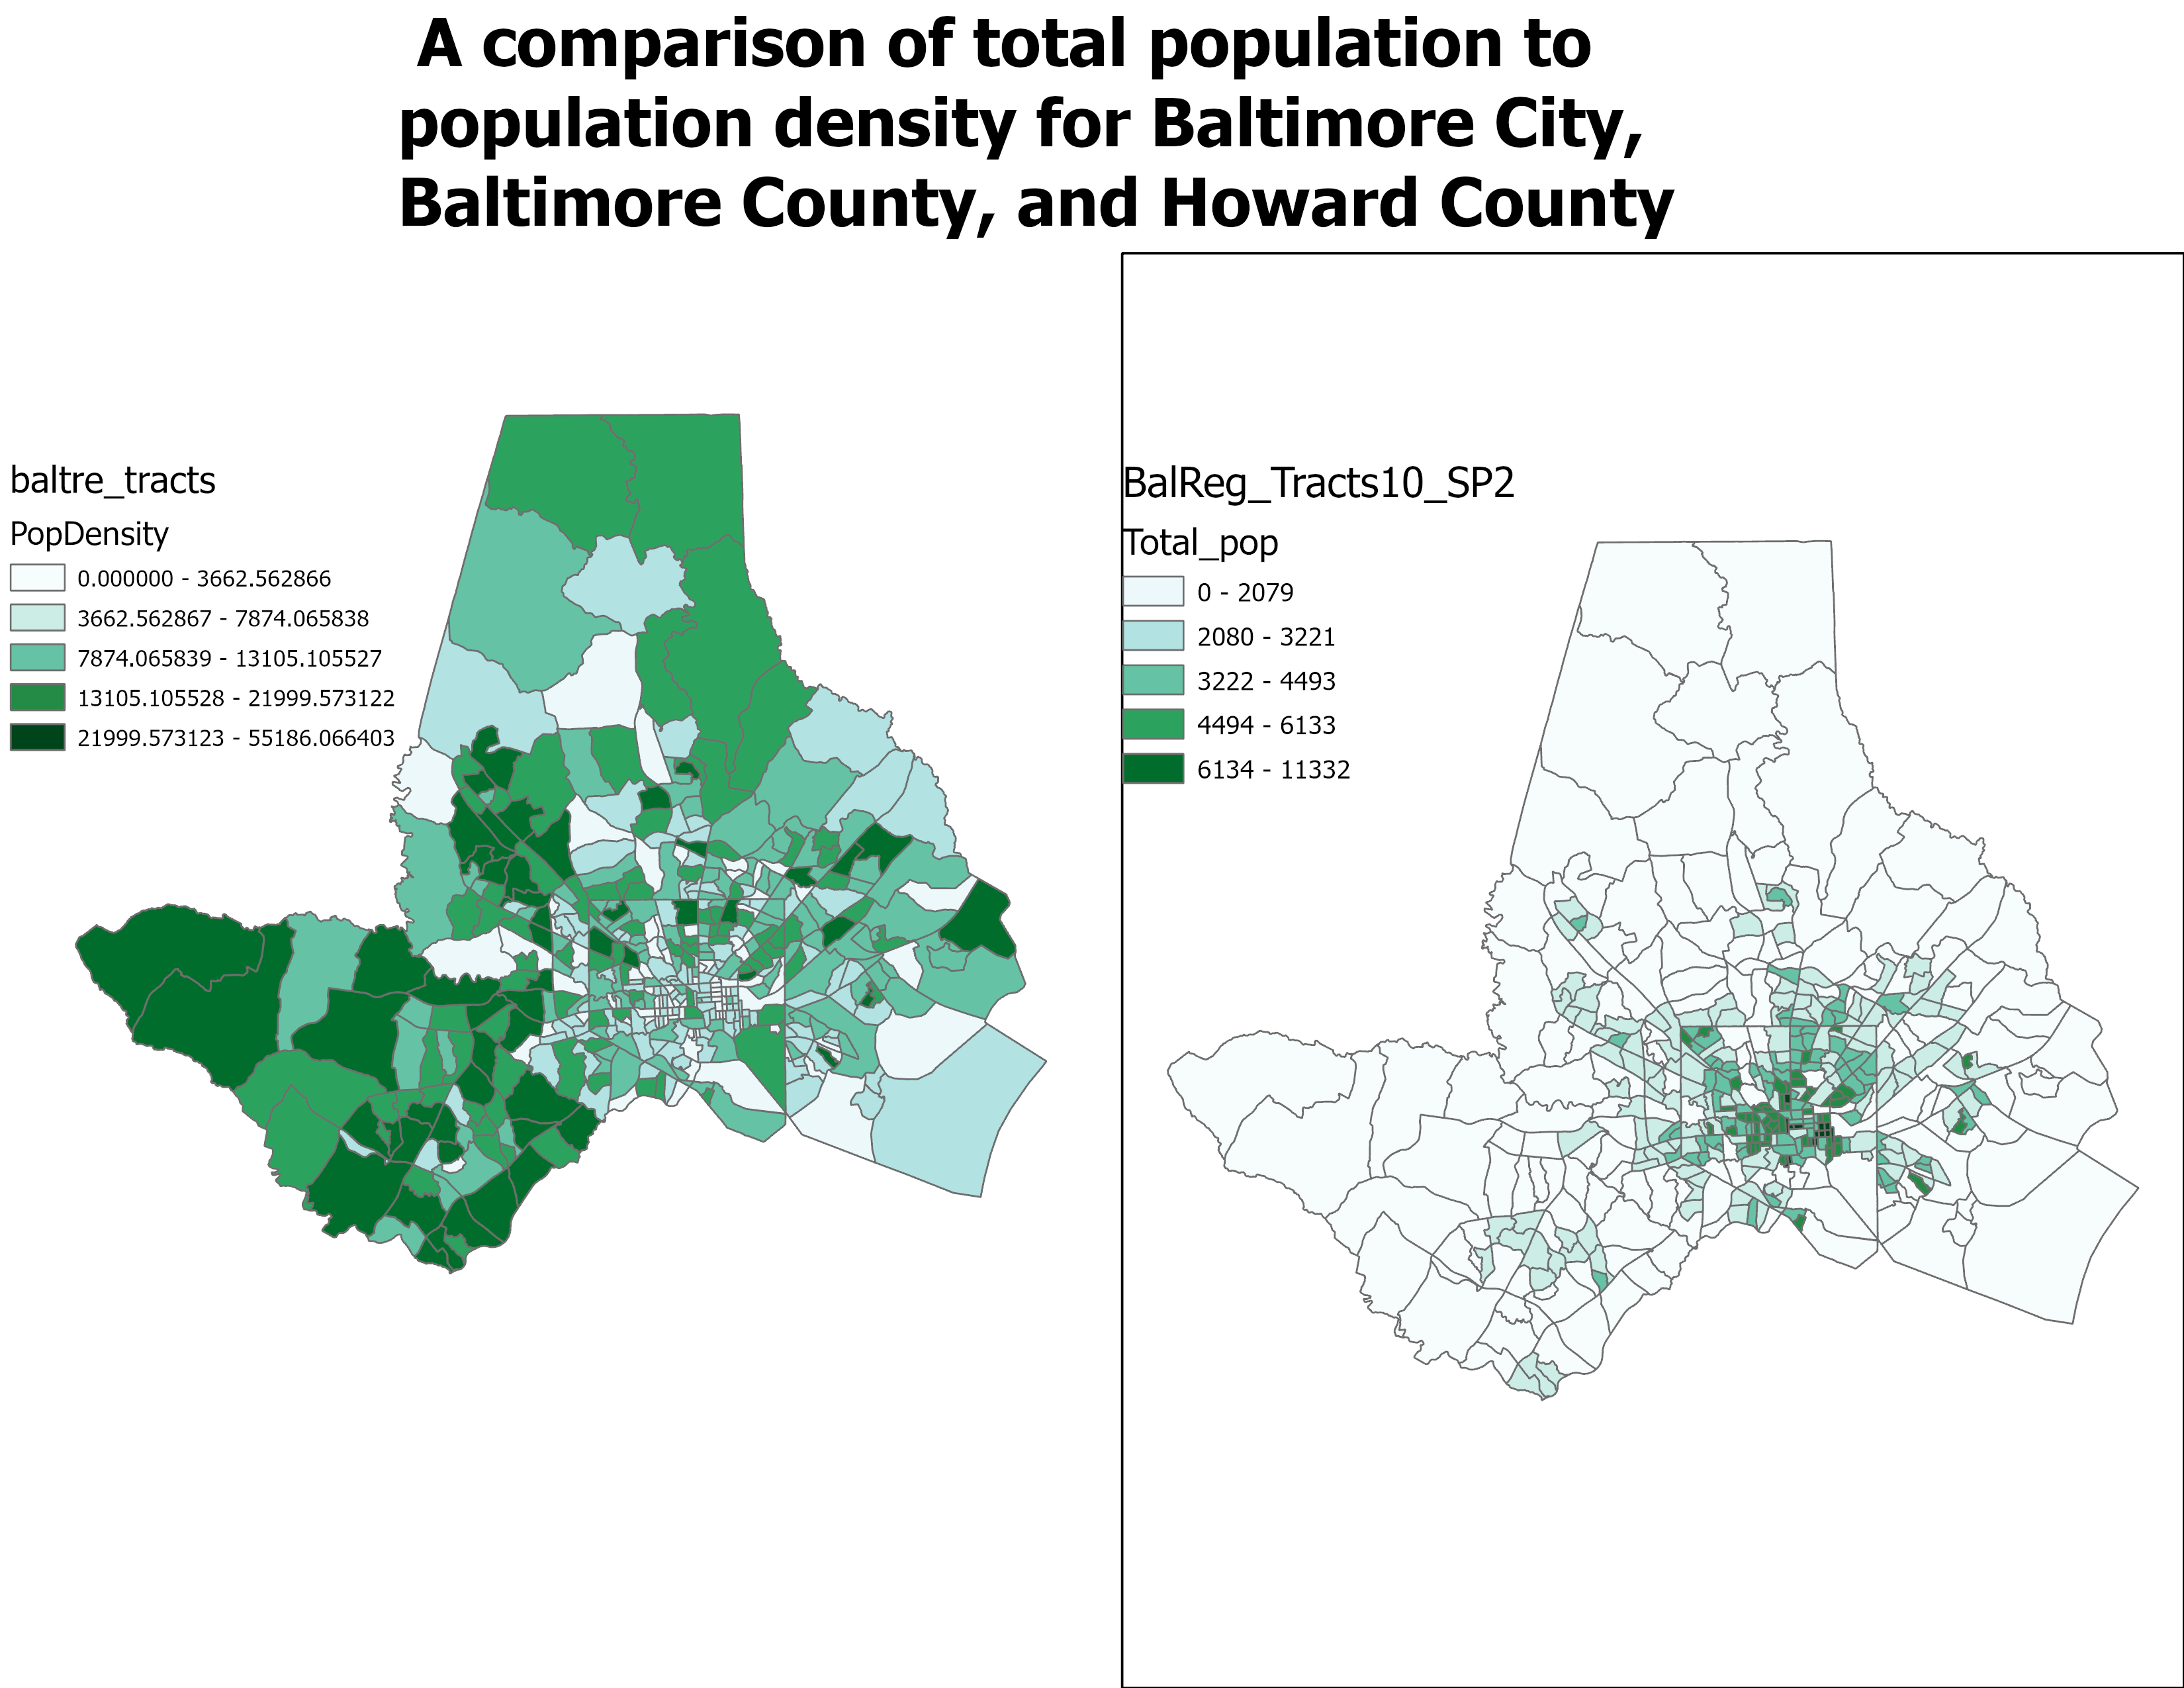 A comparison of total population to
population density for Baltimore City,
Baltimore County, and Howard County
baltre_tracts
PopDensity
0.000000 - 3662.562866
3662.562867 - 7874.065838
7874.065839 - 13105.105527
13105.105528 - 21999.573122
21999.573123 - 55186.066403
BalReg_Tracts10_SP2
Total_pop
0 - 2079
2080 - 3221
3222 - 4493
4494 - 6133
6134 - 11332